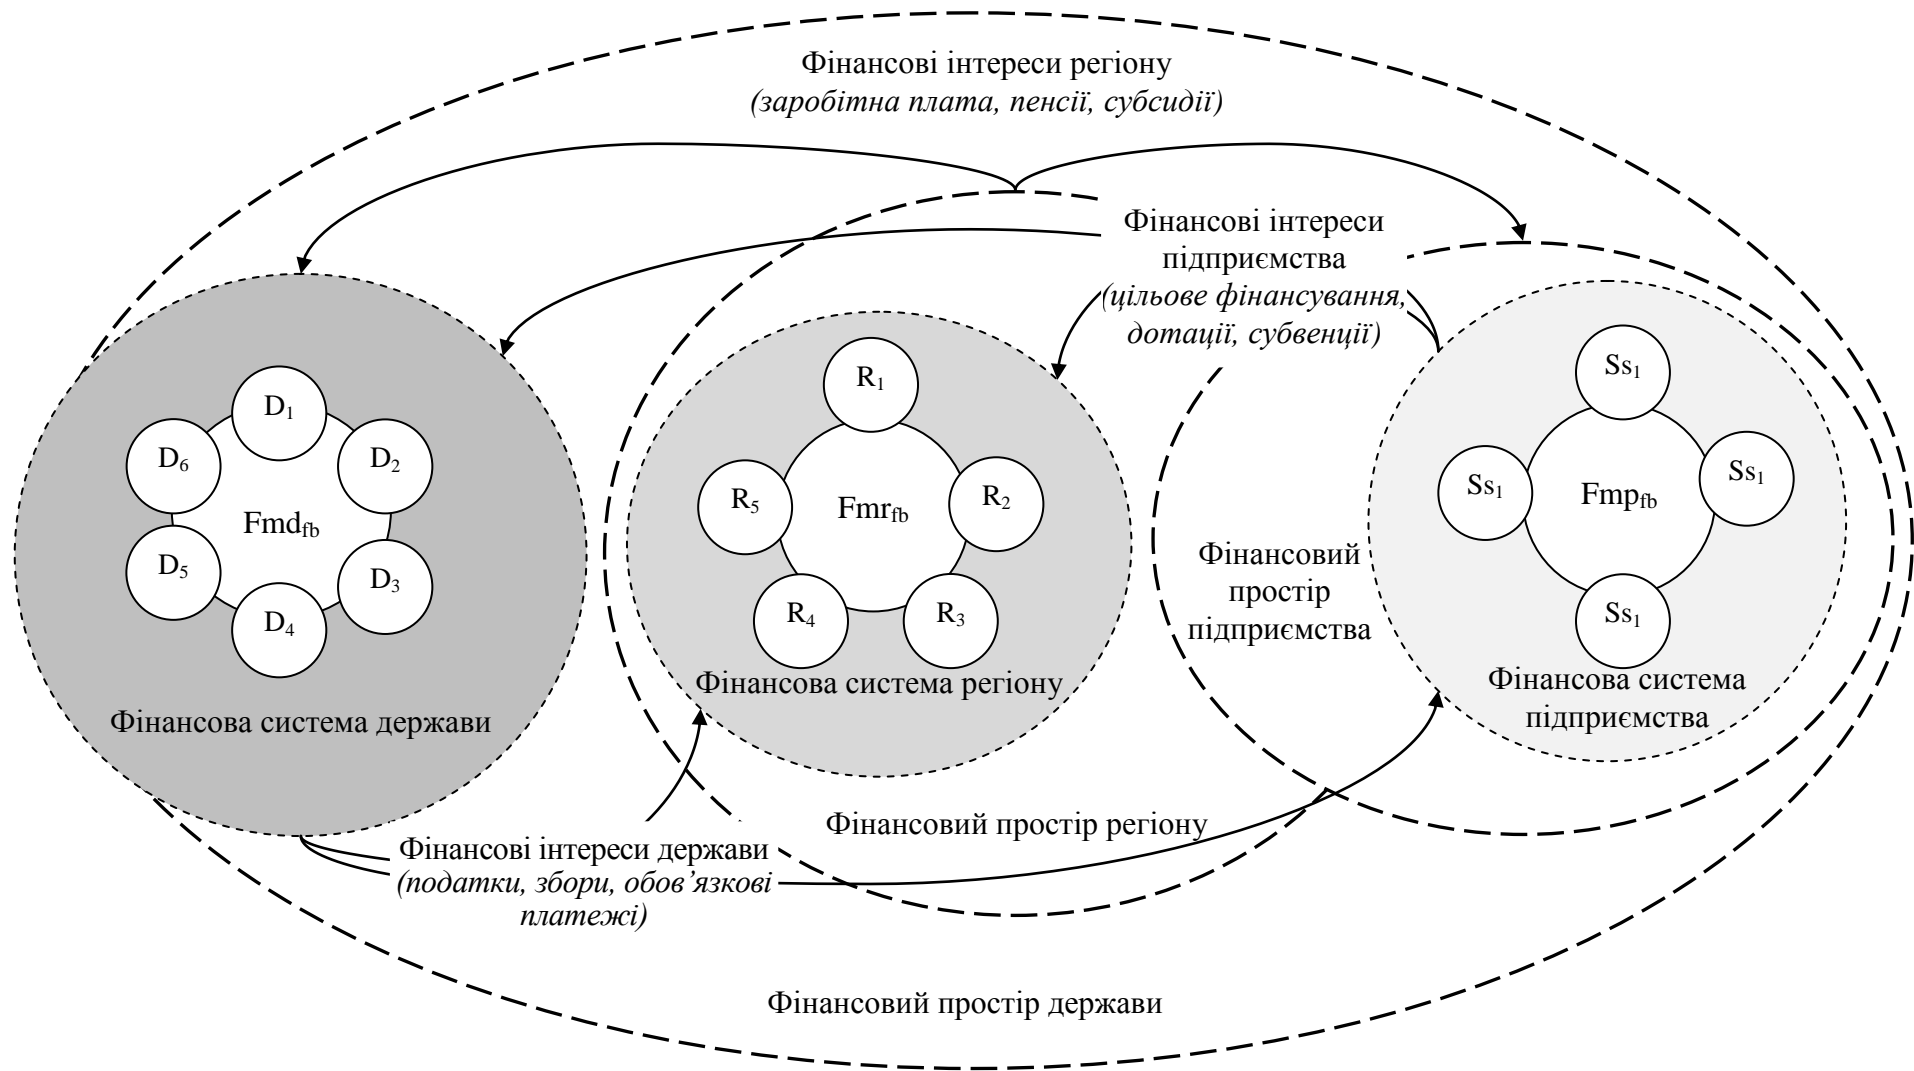 Фінансові інтереси регіону
(заробітна плата, пенсії, субсидії)
Фінансові інтереси
підприємства
(цільове фінансування,
дотації, субвенції)
D1
D2
D3
D4
D5
D6
Fmdfb
Фінансова система держави
R1
R2
R3
R4
R5
Fmrfb
Фінансова система регіону
Фінансовий
простір
підприємства
Ss1
Ss1
Ss1
Ss1
Fmpfb
Фінансова система
підприємства
Фінансовий простір регіону
Фінансові інтереси держави
(податки, збори, обов’язкові
платежі)
Фінансовий простір держави